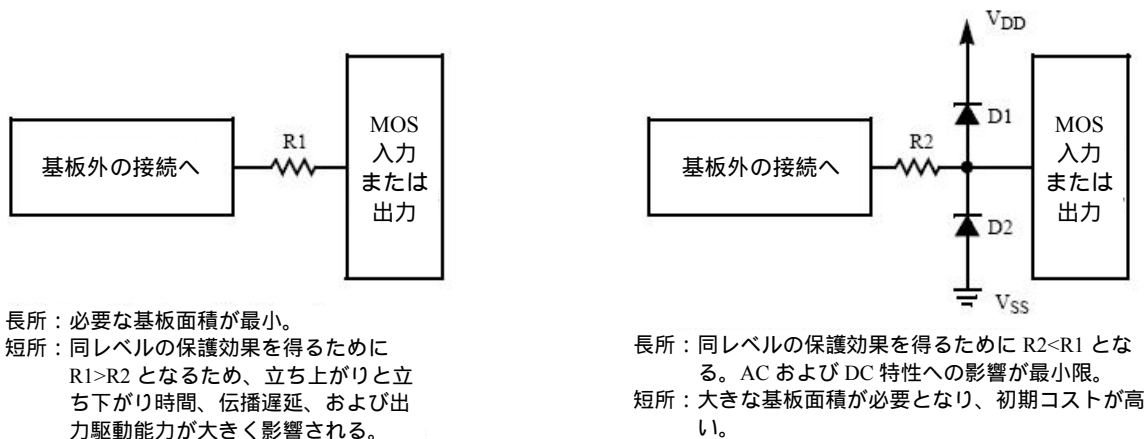 基板外の接続へ
R1
MOS
入力
または
出力
長所：必要な基板面積が最小。
短所：同レベルの保護効果を得るために
R1>R2 となるため、立ち上がりと立
ち下がり時間、伝播遅延、および出
力駆動能力が大きく影響される。
VDD
D1
基板外の接続へ
R2
MOS
入力
または
出力
D2
VSS
長所：同レベルの保護効果を得るために R2<R1 とな
る。AC および DC 特性への影響が最小限。
短所：大きな基板面積が必要となり、初期コストが高
い。